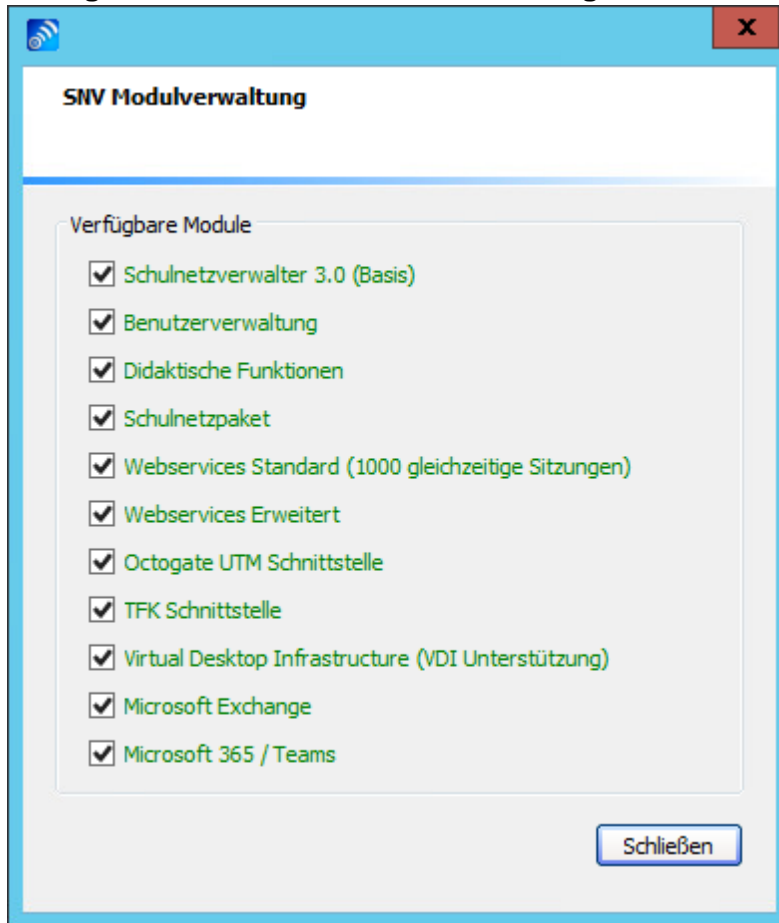 X
SNV Modulverwaltung
Verfügbare Module
Schulnetzverwalter 3.0 (Basis)
Benutzerverwaltung
Didaktische Funktionen
Schulnetzpaket
Webservices Standard (1000 gleichzeitige Sitzungen)
Webservices Erweitert
Octogate UTM Schnittstelle
TFK Schnittstelle
Virtual Desktop Infrastructure (VDI Unterstützung)
Microsoft Exchange
Microsoft 365 / Teams
Schließen